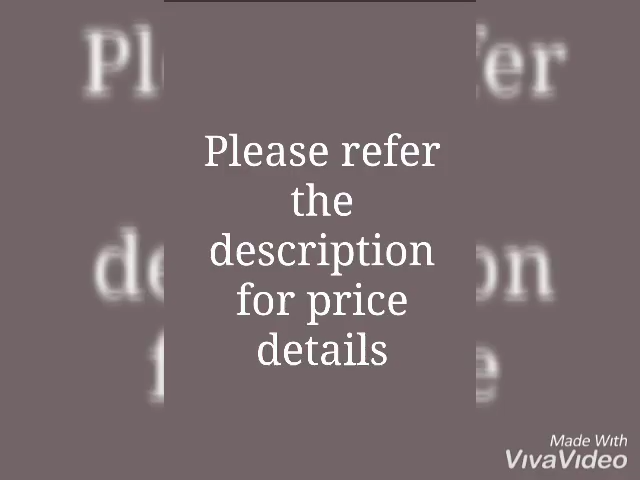 Please refer
the
description
for price
details
Made With
VivaVideo